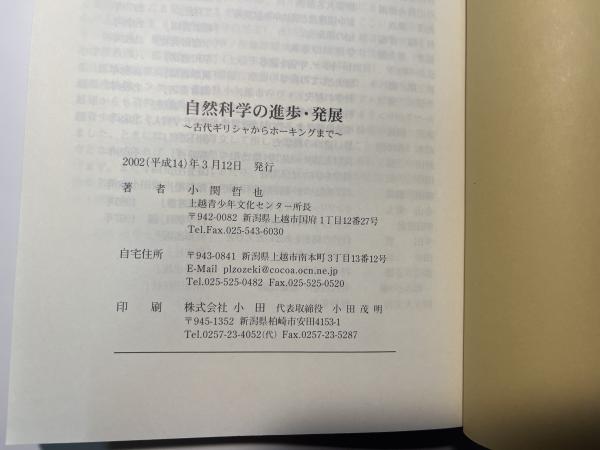 自然科学の進歩・発展
～古代ギリシャからホーキングまで～
2002(平成14)年3月12日 発行
著 者 小 関 哲 也
上越青少年文化センター所長
〒942-0082 新潟県上越市国府1丁目12番27号
Tel.Fax.025-543-6030
自宅住所 〒943-0841 新潟県上越市南本町3丁目13番12号
E-Mail plzozeki@cocoa.ocn.ne.jp
Tel.025-525-0482 Fax.025-525-0520
印 刷 株式会社 小 田 代表取締役 小 田 茂 明
〒945-1352 新潟県柏崎市安田4153-1
Tel.0257-23-4052(代) Fax.0257-23-5287